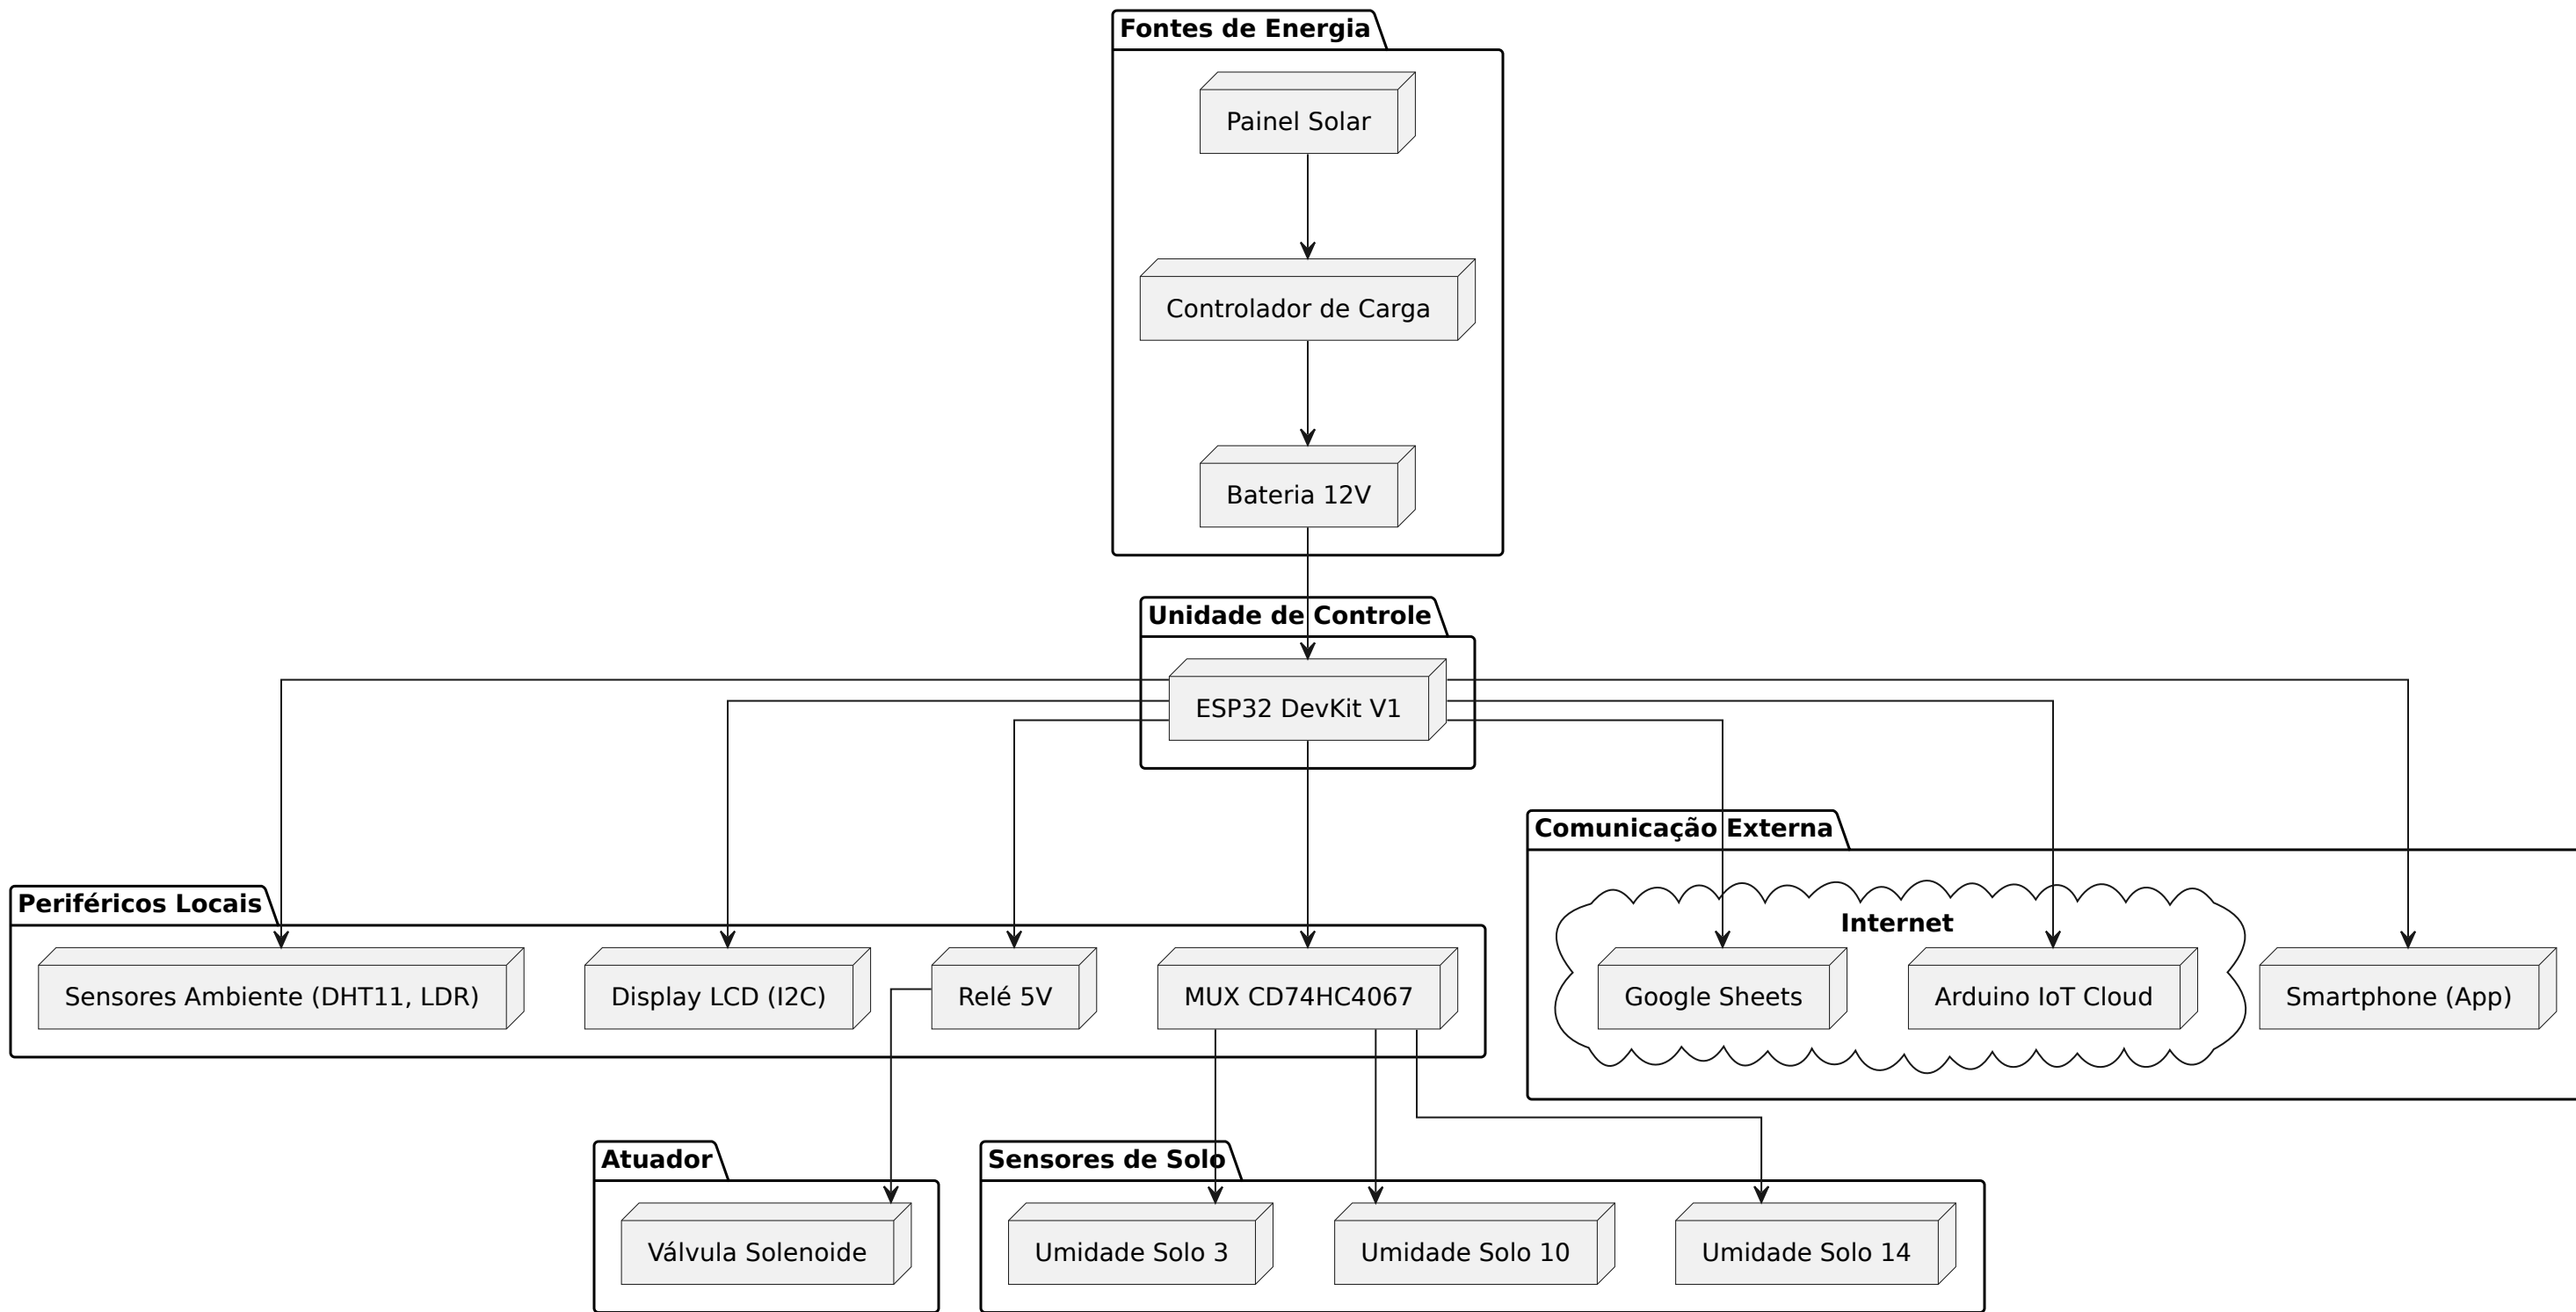 Fontes de Energia
Painel Solar
Controlador de Carga
Bateria 12V
Unidade de Controle
ESP32 DevKit V1
Comunicação Externa
Periféricos Locais
Internet
Sensores Ambiente (DHT11, LDR)
Display LCD (I2C)
Relé 5V
MUX CD74HC4067
Google Sheets
Arduino IoT Cloud
Smartphone (App)
Atuador
Sensores de Solo
Válvula Solenoide
Umidade Solo 3
Umidade Solo 10
Umidade Solo 14